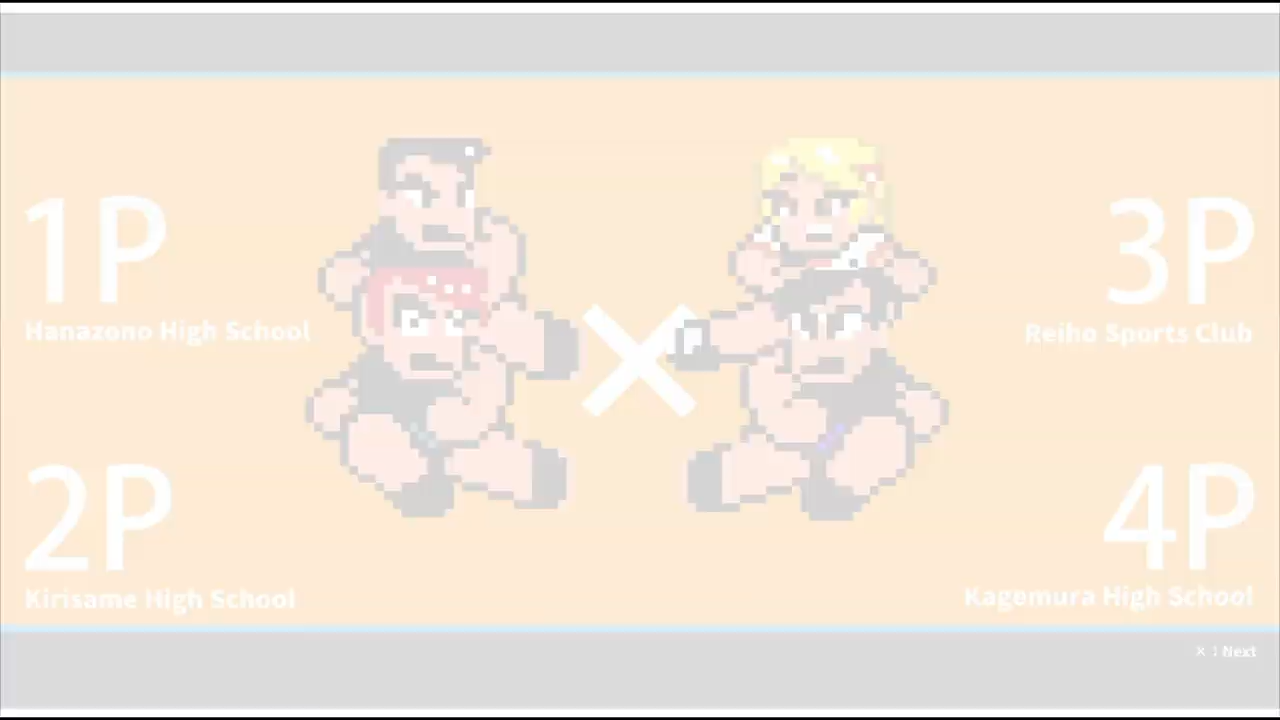 1P
Hanazono High School
2P
Kirisame High School
3P
Reiho Sports Club
4P
Kagemura High School
× : Next